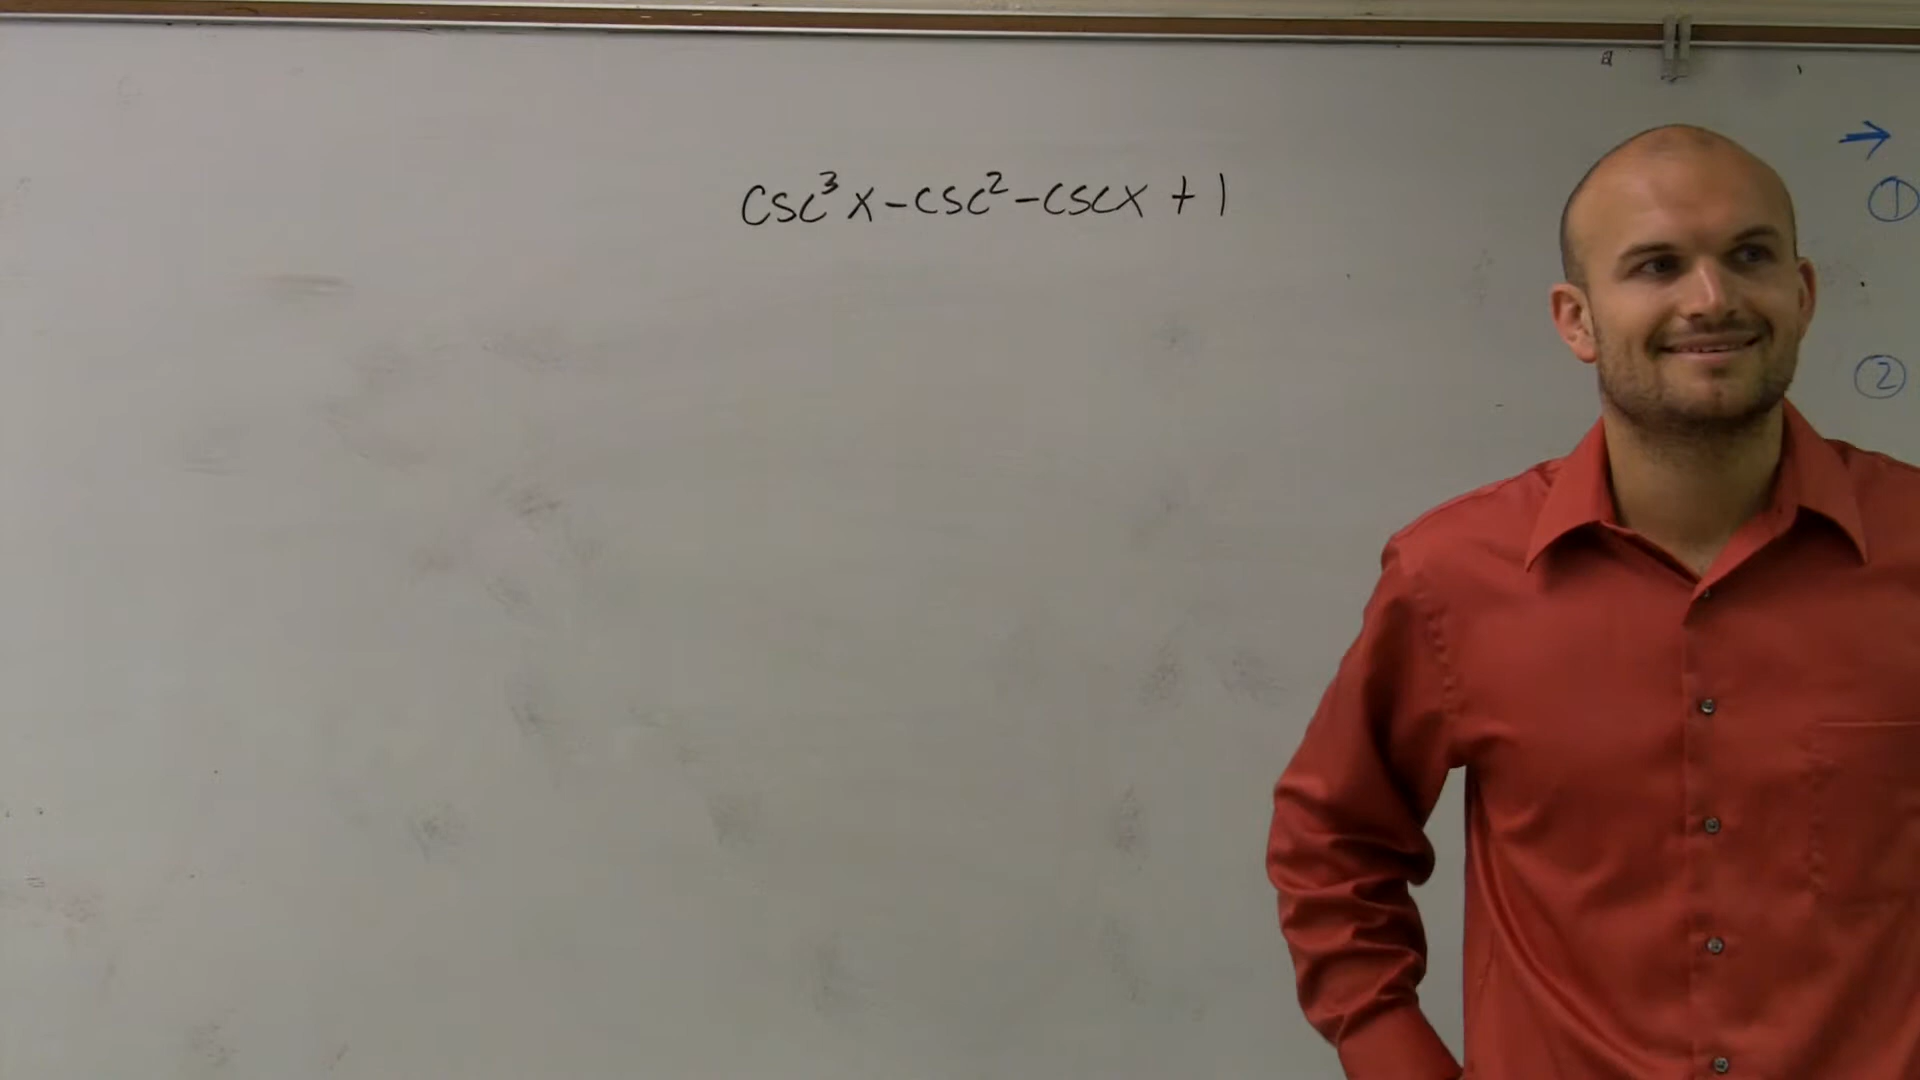 csc³x-csc²-cscx+1
a
→
①
②